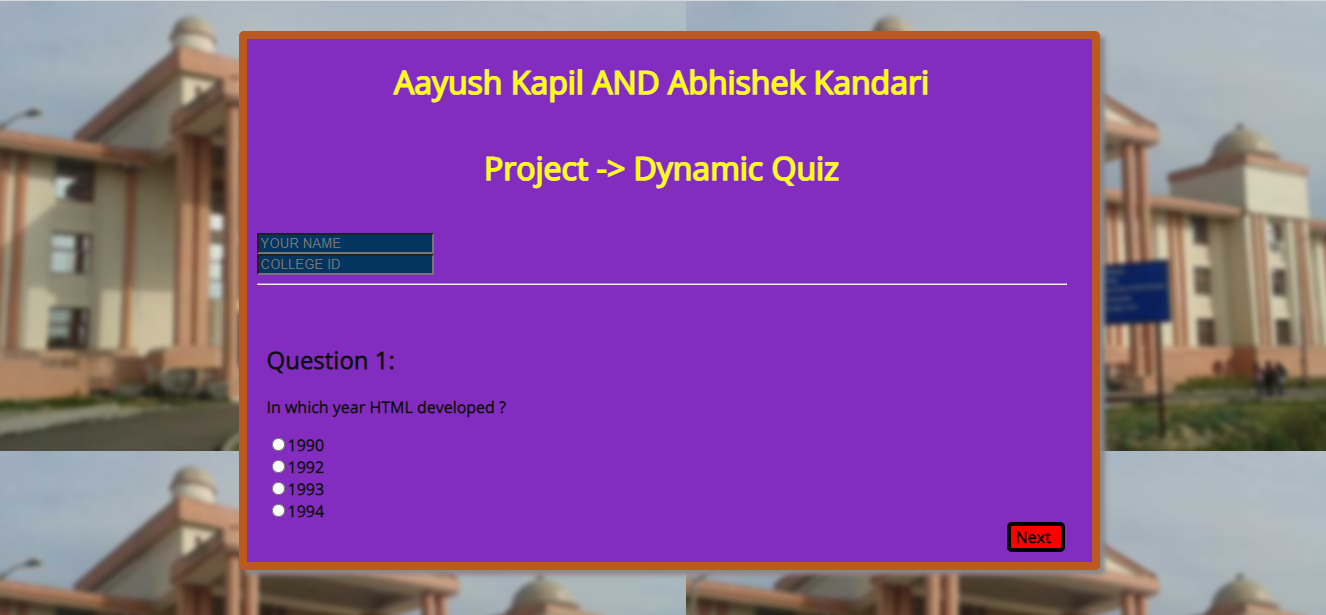 Aayush Kapil AND Abhishek Kandari
Project -> Dynamic Quiz
YOUR NAME
COLLEGE ID
Question 1:
In which year HTML developed ?
1990
1992
1993
1994
Next